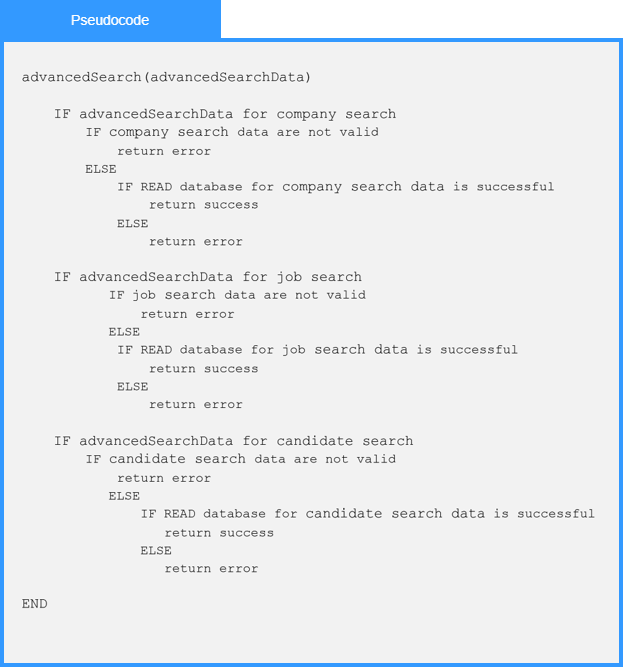 Pseudocode
advancedSearch(advancedSearchData)
IF advancedSearchData for company search
IF company search data are not valid
return error
ELSE
IF READ database for company search data is successful
return success
ELSE
return error
IF advancedSearchData for job search
IF job search data are not valid
return error
ELSE
IF READ database for job search data is successful
return success
ELSE
return error
IF advancedSearchData for candidate search
IF candidate search data are not valid
return error
ELSE
IF READ database for candidate search data is successful
return success
ELSE
return error
END